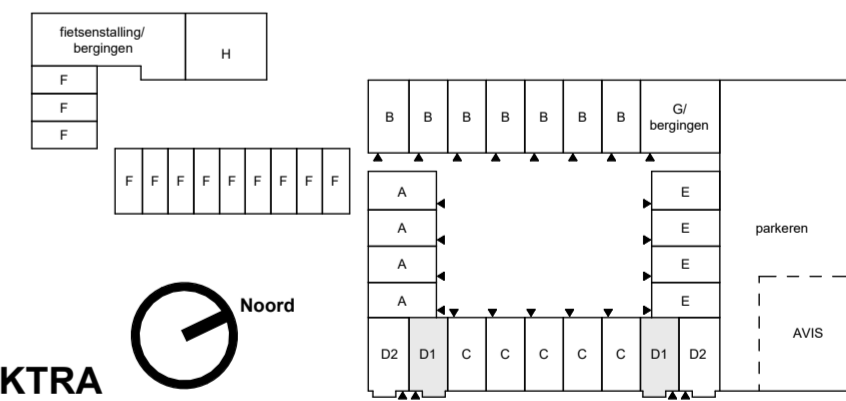 fietsenstalling/
bergingen
H
F
F
F
B B B B B B B G/
bergingen
F F F F F F F F F
A
A
A
A
E
E
E
E
parkeren
Noord
AVIS
D2 D1 C C C C C D1 D2
KTRA